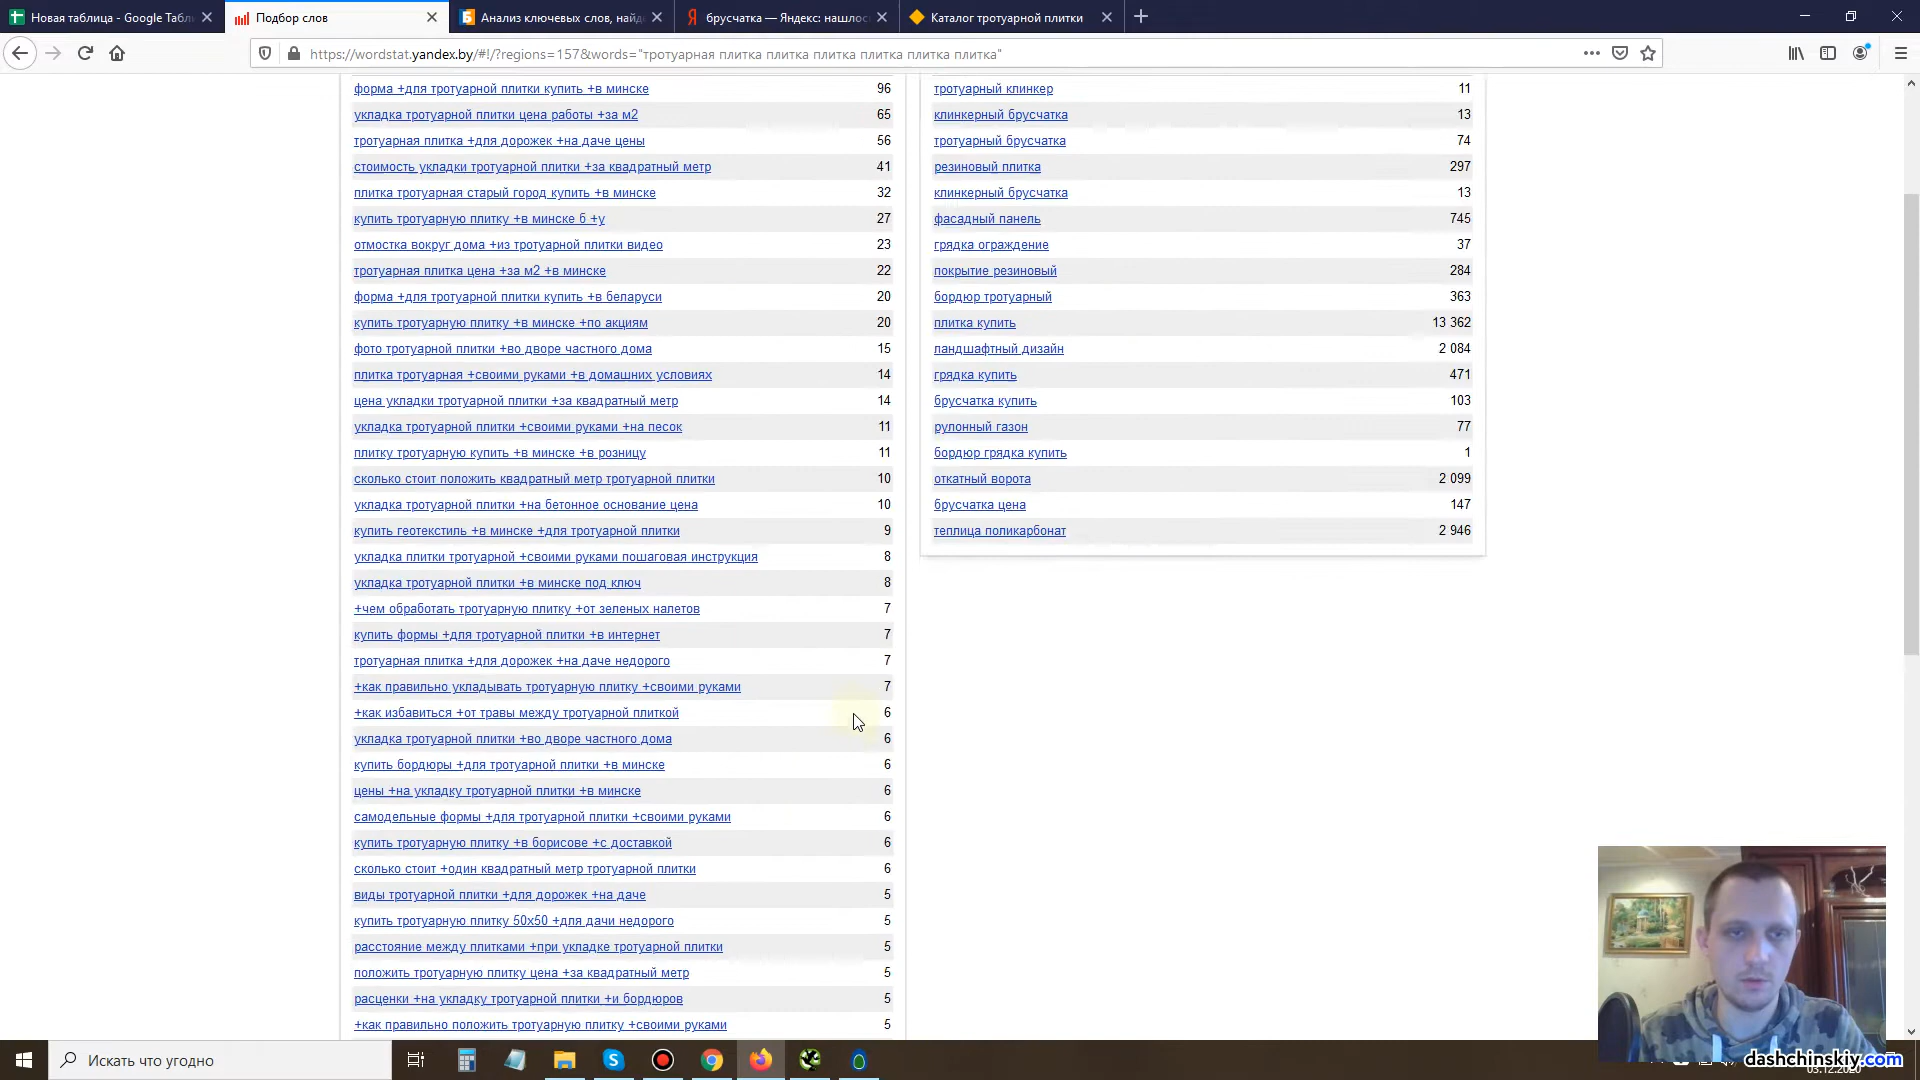 Новая таблица - Google Табл
Подбор слов
Анализ ключевых слов, найд
брусчатка — Яндекс: нашлос
Каталог тротуарной плитки
https://wordstat.yandex.by/#!/?regions=157&words="тротуарная плитка плитка плитка плитка плитка плитка"
форма +для тротуарной плитки купить +в минске 96
укладка тротуарной плитки цена работы +за м2 65
тротуарная плитка +для дорожек +на даче цены 56
стоимость укладки тротуарной плитки +за квадратный метр 41
плитка тротуарная старый город купить +в минске 32
купить тротуарную плитку +в минске б +у 27
отмостка вокруг дома +из тротуарной плитки видео 23
тротуарная плитка цена +за м2 +в минске 22
форма +для тротуарной плитки купить +в беларуси 20
купить тротуарную плитку +в минске +по акциям 20
фото тротуарной плитки +во дворе частного дома 15
плитка тротуарная +своими руками +в домашних условиях 14
цена укладки тротуарной плитки +за квадратный метр 14
укладка тротуарной плитки +своими руками +на песок 11
плитку тротуарную купить +в минске +в розницу 11
сколько стоит положить квадратный метр тротуарной плитки 10
укладка тротуарной плитки +на бетонное основание цена 10
купить геотекстиль +в минске +для тротуарной плитки 9
укладка плитки тротуарной +своими руками пошаговая инструкция 8
укладка тротуарной плитки +в минске под ключ 8
+чем обработать тротуарную плитку +от зеленых налетов 7
купить формы +для тротуарной плитки +в интернет 7
тротуарная плитка +для дорожек +на даче недорого 7
+как правильно укладывать тротуарную плитку +своими руками 7
+как избавиться +от травы между тротуарной плиткой 6
укладка тротуарной плитки +во дворе частного дома 6
купить бордюры +для тротуарной плитки +в минске 6
цены +на укладку тротуарной плитки +в минске 6
самодельные формы +для тротуарной плитки +своими руками 6
купить тротуарную плитку +в борисове +с доставкой 6
сколько стоит +один квадратный метр тротуарной плитки 6
виды тротуарной плитки +для дорожек +на даче 5
купить тротуарную плитку 50х50 +для дачи недорого 5
расстояние между плитками +при укладке тротуарной плитки 5
положить тротуарную плитку цена +за квадратный метр 5
расценки +на укладку тротуарной плитки +и бордюров 5
+как правильно положить тротуарную плитку +своими руками 5
тротуарный клинкер 11
клинкерный брусчатка 13
тротуарный брусчатка 74
резиновый плитка 297
клинкерный брусчатка 13
фасадный панель 745
грядка ограждение 37
покрытие резиновый 284
бордюр тротуарный 363
плитка купить 13 362
ландшафтный дизайн 2 084
грядка купить 471
брусчатка купить 103
рулонный газон 77
бордюр грядка купить 1
откатный ворота 2 099
брусчатка цена 147
теплица поликарбонат 2 946
Искать что угодно
dashchinskiy.com
03.12.2020